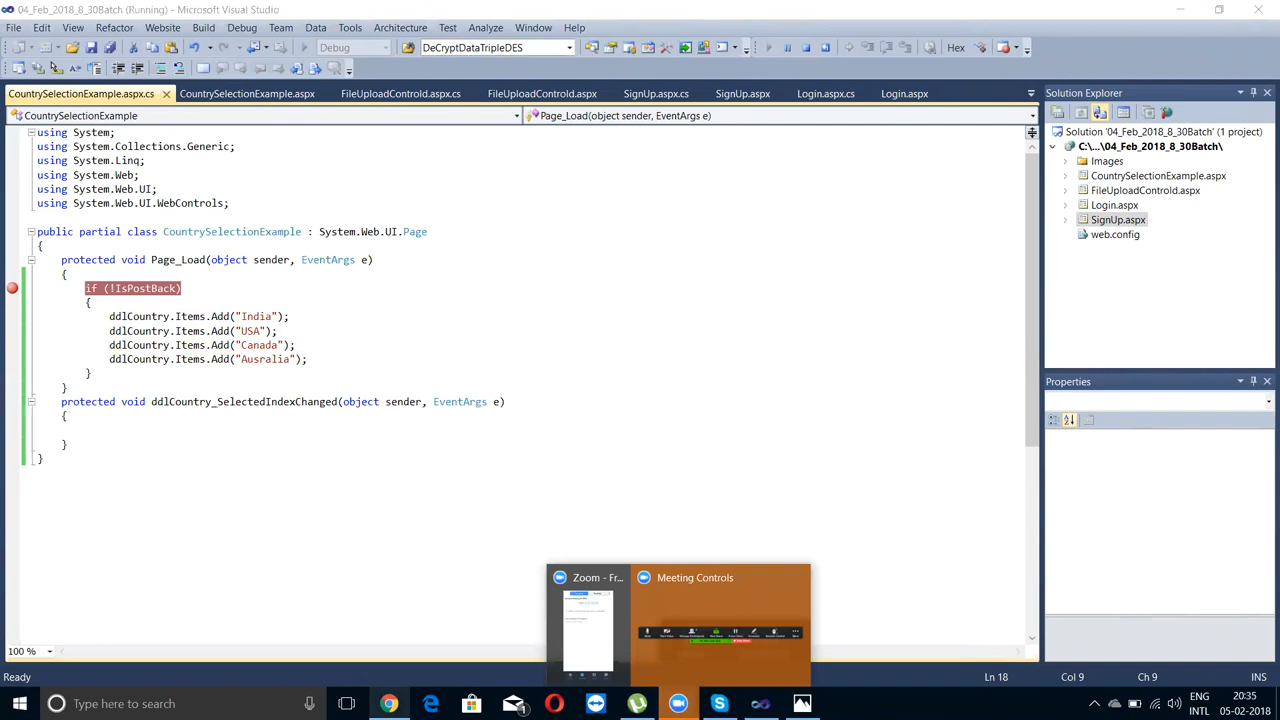 04_Feb_2018_8_30Batch (Running) - Microsoft Visual Studio
File Edit View Refactor Website Build Debug Team Data Tools Architecture Test Analyze Window Help
Debug DeCryptDataTripleDES Hex
CountrySelectionExample.aspx.cs CountrySelectionExample.aspx FileUploadControld.aspx.cs FileUploadControld.aspx SignUp.aspx.cs SignUp.aspx Login.aspx.cs Login.aspx
CountrySelectionExample Page_Load(object sender, EventArgs e)
using System;
using System.Collections.Generic;
using System.Linq;
using System.Web;
using System.Web.UI;
using System.Web.UI.WebControls;
public partial class CountrySelectionExample : System.Web.UI.Page
{
protected void Page_Load(object sender, EventArgs e)
{
if (!IsPostBack)
{
ddlCountry.Items.Add("India");
ddlCountry.Items.Add("USA");
ddlCountry.Items.Add("Canada");
ddlCountry.Items.Add("Ausralia");
}
}
protected void ddlCountry_SelectedIndexChanged(object sender, EventArgs e)
{
}
}
100 %
Solution Explorer
Solution '04_Feb_2018_8_30Batch' (1 project)
C:\...\04_Feb_2018_8_30Batch\
Images
CountrySelectionExample.aspx
FileUploadControld.aspx
Login.aspx
SignUp.aspx
web.config
Properties
Zoom - Fr... Meeting Controls
Ready Ln 18 Col 9 Ch 9 INS
Type here to search
ENG
INTL
20:35
05-02-2018